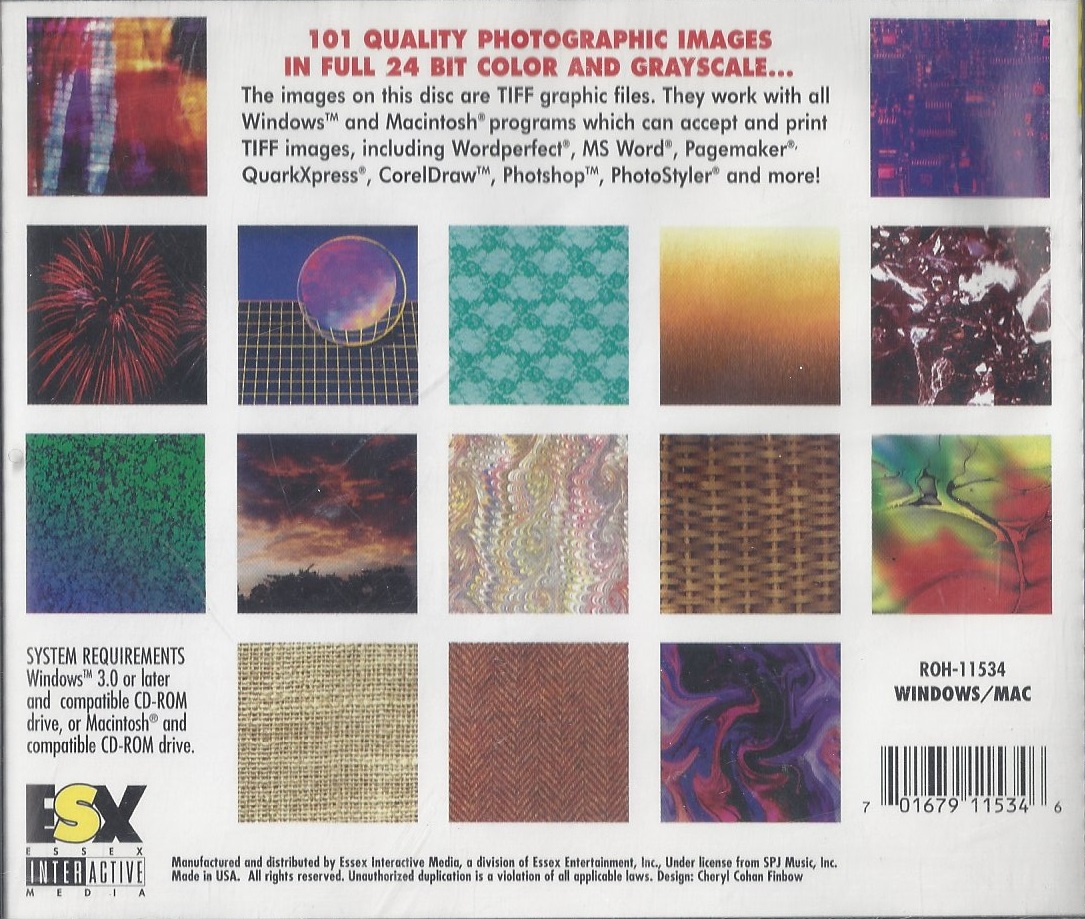 101 QUALITY PHOTOGRAPHIC IMAGES
IN FULL 24 BIT COLOR AND GRAYSCALE...
The images on this disc are TIFF graphic files. They work with all
Windows™ and Macintosh® programs which can accept and print
TIFF images, including Wordperfect®, MS Word®, Pagemaker®,
QuarkXpress®, CorelDraw™, Photshop™, PhotoStyler® and more!
SYSTEM REQUIREMENTS
Windows™ 3.0 or later
and compatible CD-ROM
drive, or Macintosh® and
compatible CD-ROM drive.
ROH-11534
WINDOWS/MAC
7 01679 11534 6
ESX
ESSEX
INTERACTIVE
MEDIA
Manufactured and distributed by Essex Interactive Media, a division of Essex Entertainment, Inc., Under license from SPJ Music, Inc.
Made in USA. All rights reserved. Unauthorized duplication is a violation of all applicable laws. Design: Cheryl Cohan Finbow